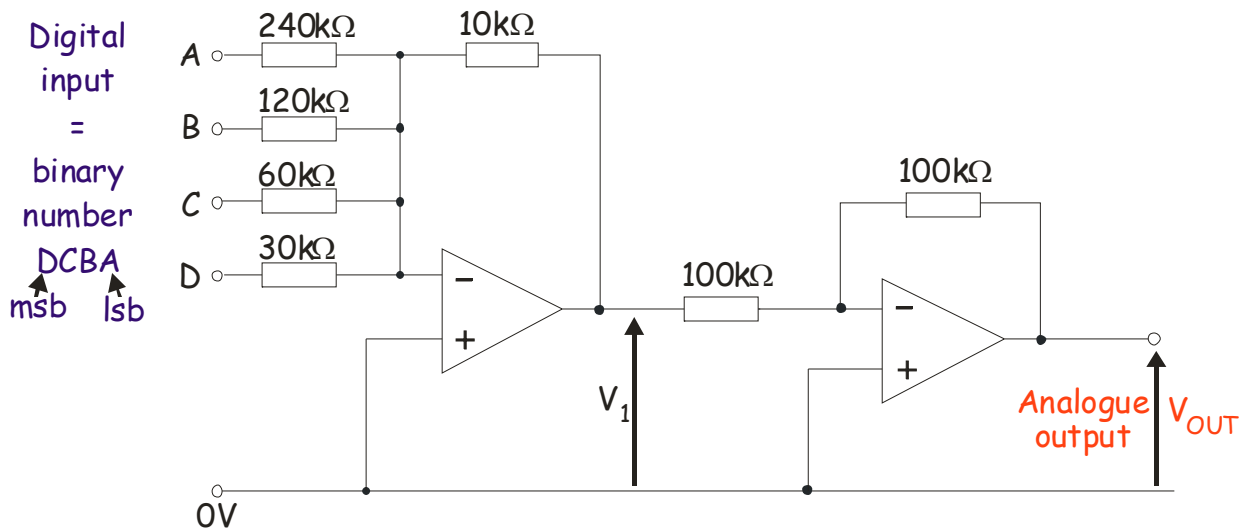 Digital
input
=
binary
number
DCBA
msb lsb
A
240kΩ
10kΩ
B
120kΩ
C
60kΩ
D
30kΩ
-
+
V1
100kΩ
100kΩ
-
+
Analogue
output
VOUT
0V